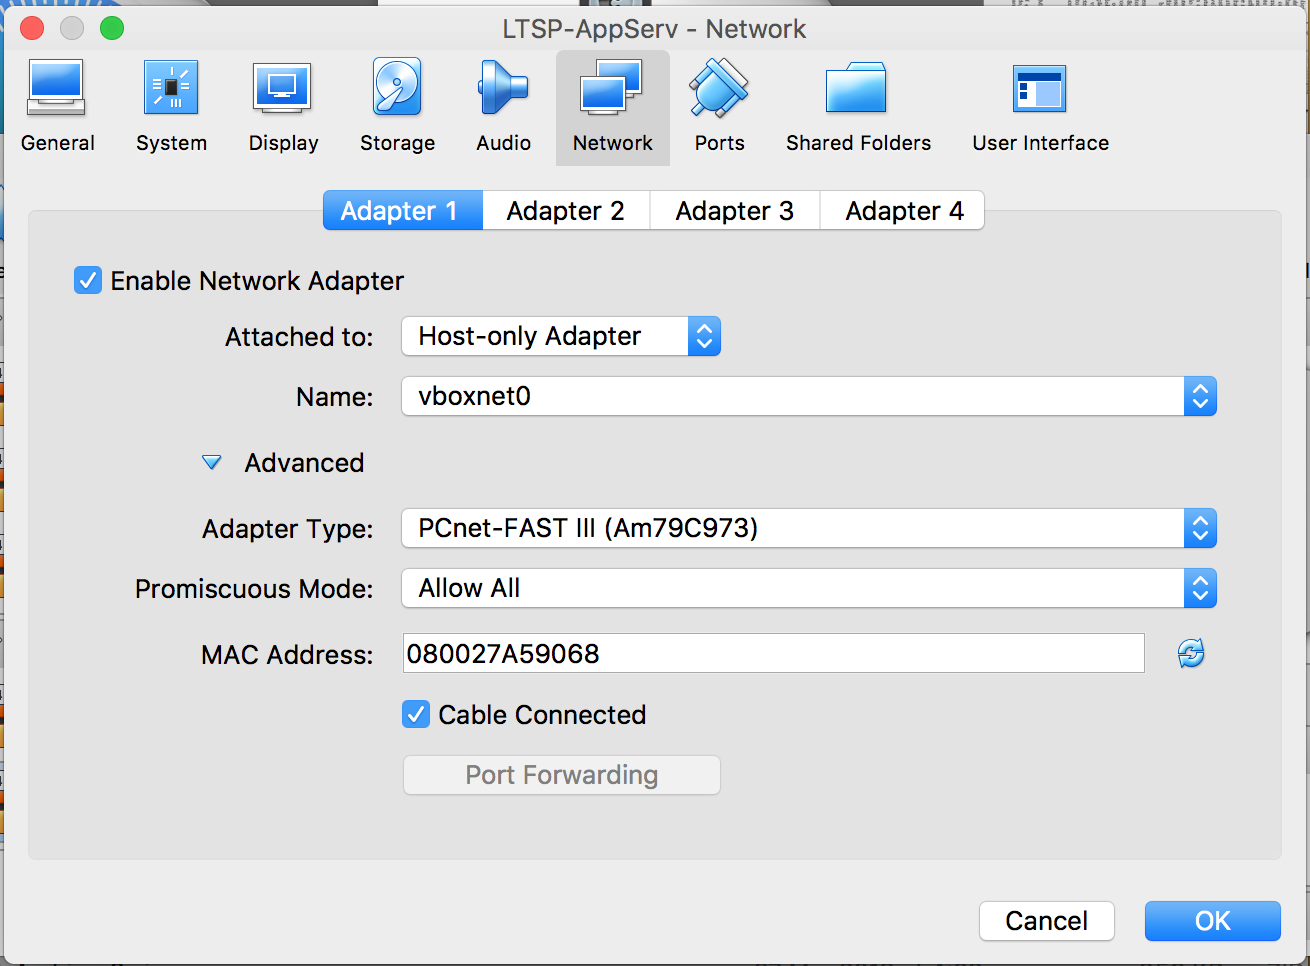 LTSP-AppServ - Network
General System Display Storage Audio Network Ports Shared Folders User Interface
Adapter 1 Adapter 2 Adapter 3 Adapter 4
Enable Network Adapter
Attached to: Host-only Adapter
Name: vboxnet0
Advanced
Adapter Type: PCnet-FAST III (Am79C973)
Promiscuous Mode: Allow All
MAC Address: 080027A59068
Cable Connected
Port Forwarding
Cancel OK